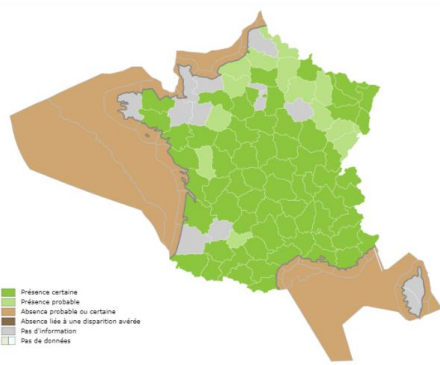 Présence certaine
Présence probable
Absence probable ou certaine
Absence liée à une disparition avérée
Pas d'information
Pas de données